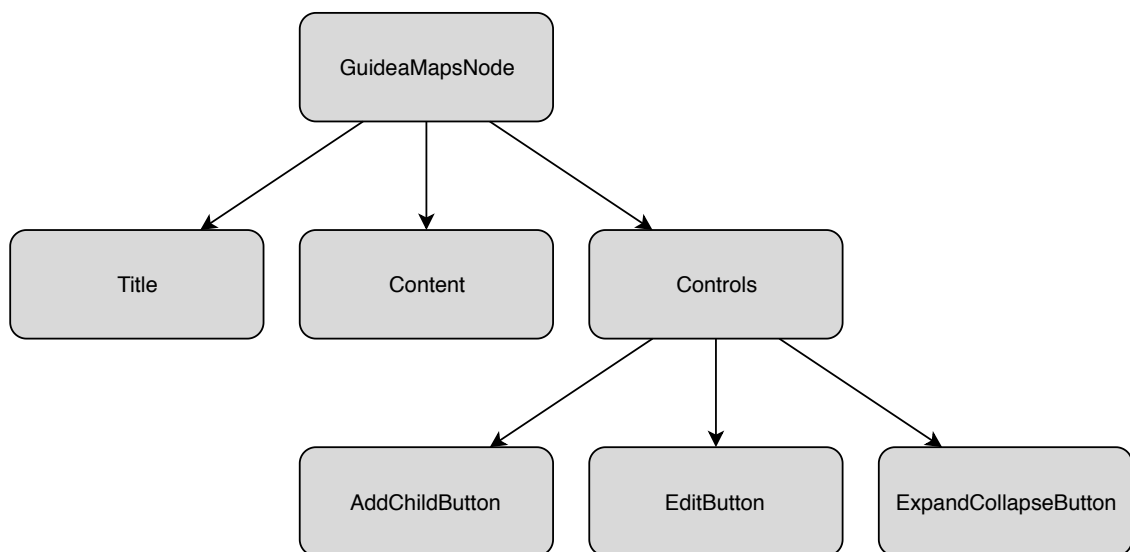 GuideaMapsNode
Title
Content
Controls
AddChildButton
EditButton
ExpandCollapseButton